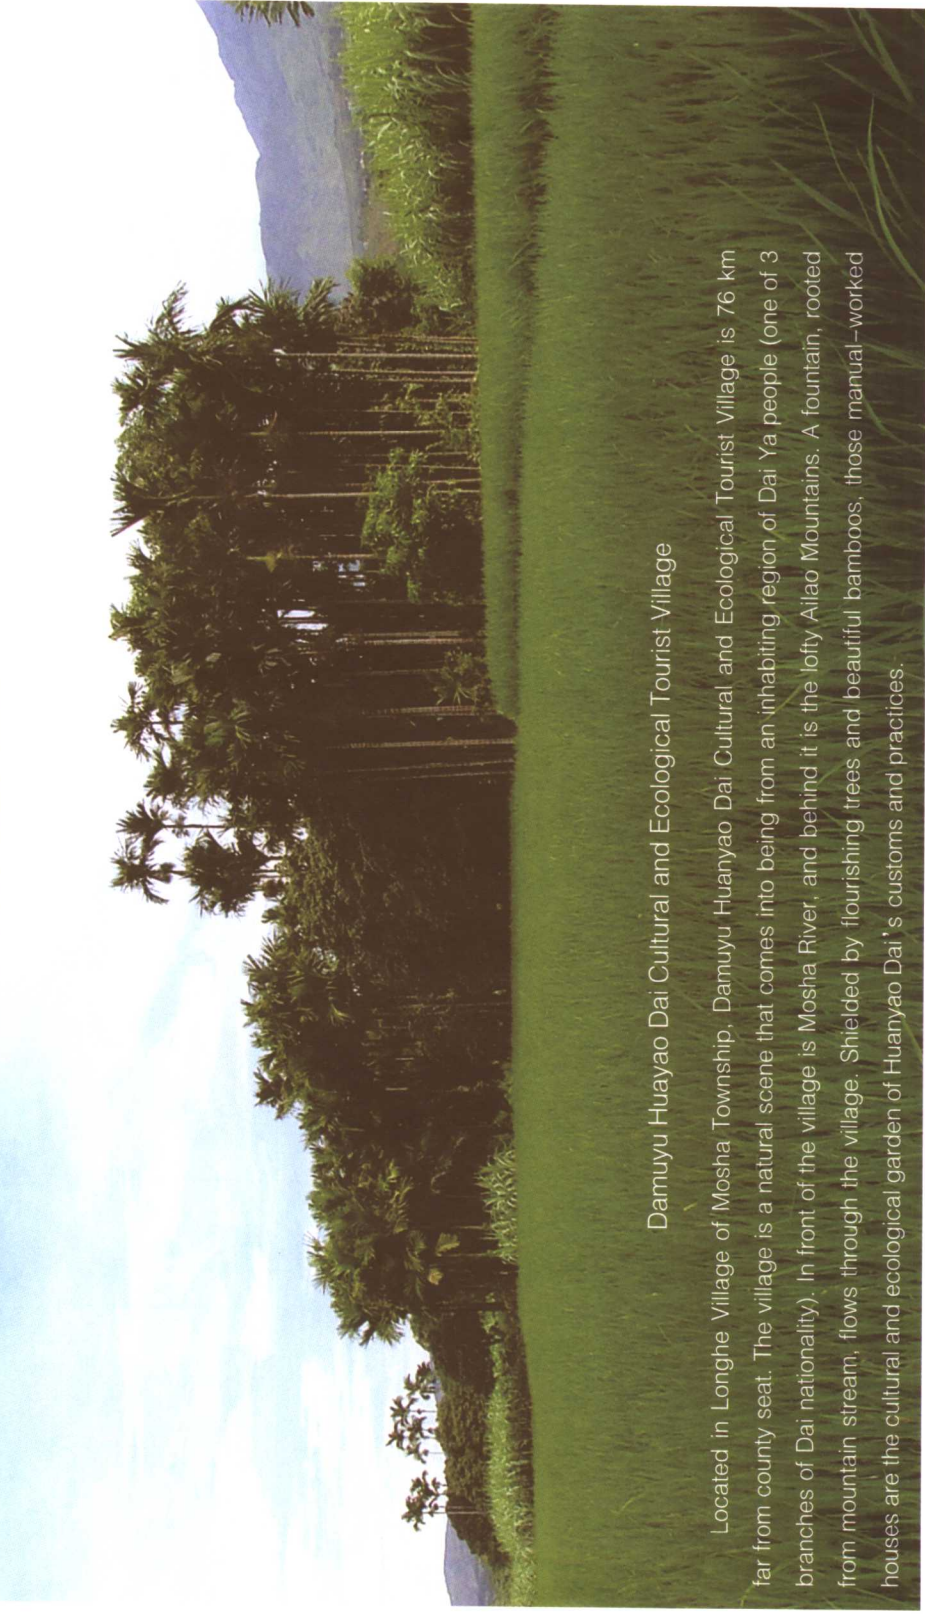 Damuyu Huayao Dai Cultural and Ecological Tourist Village
Located in Longhe Village of Mosha Township, Damuyu Huanyao Dai Cultural and Ecological Tourist Village is 76 km
far from county seat. The village is a natural scene that comes into being from an inhabiting region of Dai Ya people (one of 3
branches of Dai nationality). In front of the village is Mosha River, and behind it is the lofty Ailao Mountains. A fountain, rooted
from mountain stream, flows through the village. Shielded by flourishing trees and beautiful bamboos, those manual-worked
houses are the cultural and ecological garden of Huanyao Dai's customs and practices.